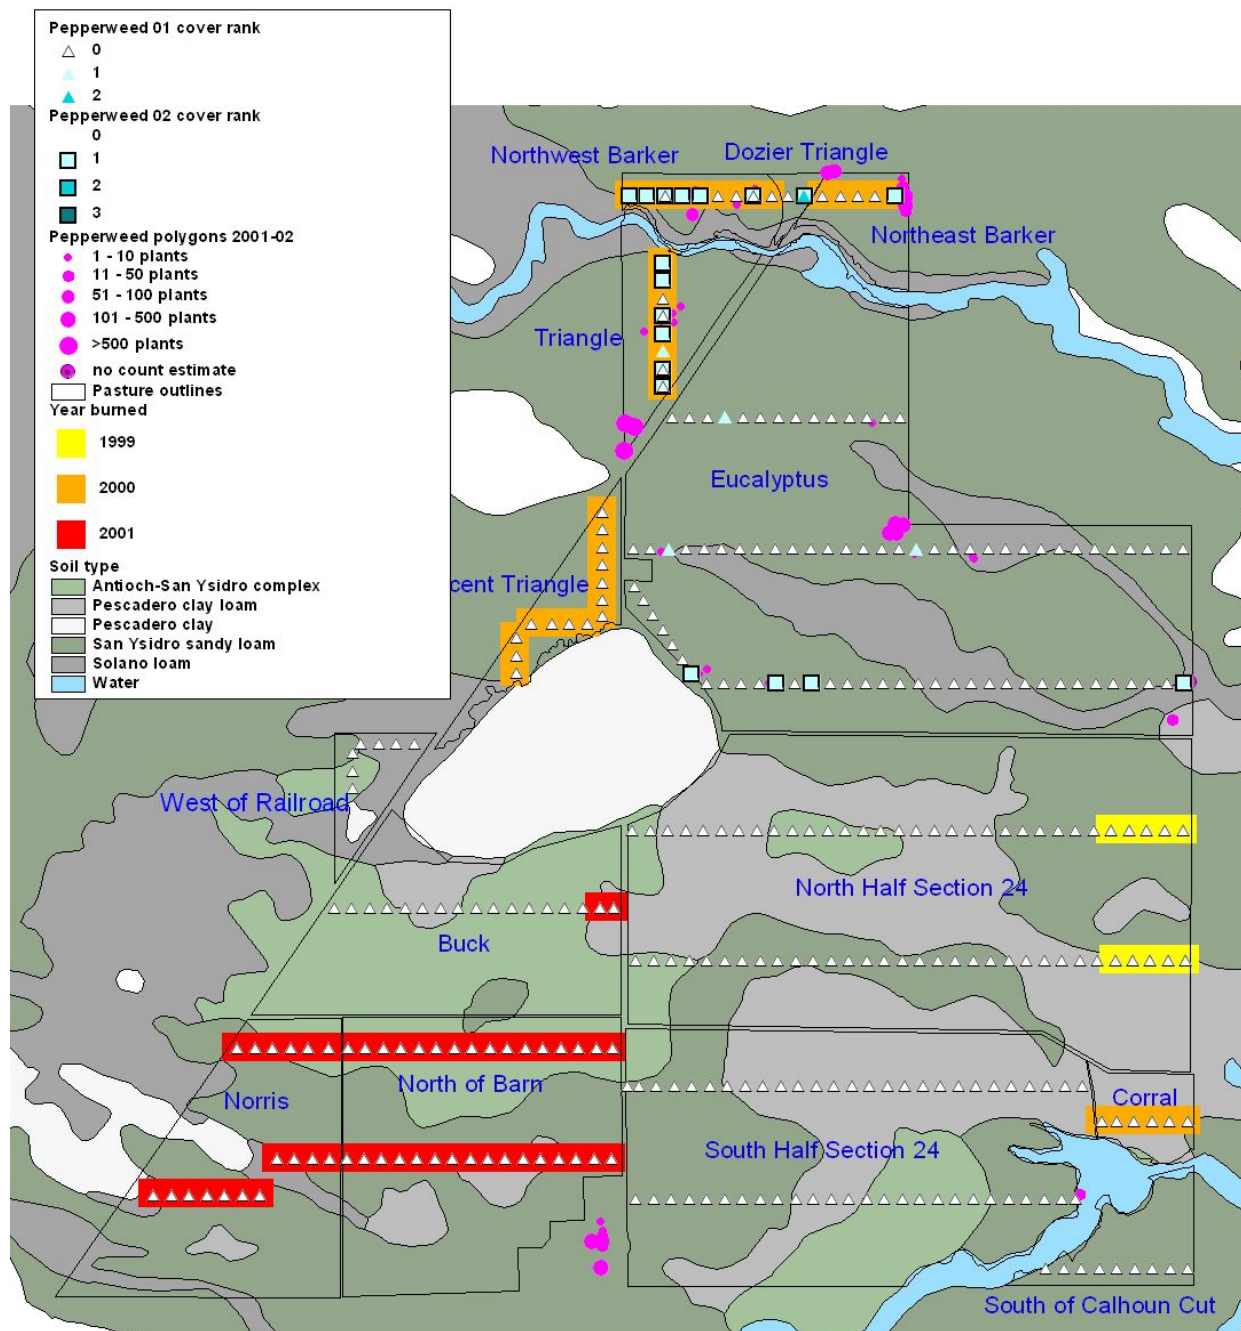 Pepperweed 01 cover rank
0
1
2
Pepperweed 02 cover rank
0
1
2
3
Pepperweed polygons 2001-02
1 - 10 plants
11 - 50 plants
51 - 100 plants
101 - 500 plants
>500 plants
no count estimate
Pasture outlines
Year burned
1999
2000
2001
Soil type
Antioch-San Ysidro complex
Pescadero clay loam
Pescadero clay
San Ysidro sandy loam
Solano loam
Water
Northwest Barker
Dozier Triangle
Northeast Barker
Triangle
Eucalyptus
cent Triangle
West of Railroad
North Half Section 24
Buck
North of Barn
Norris
Corral
South Half Section 24
South of Calhoun Cut